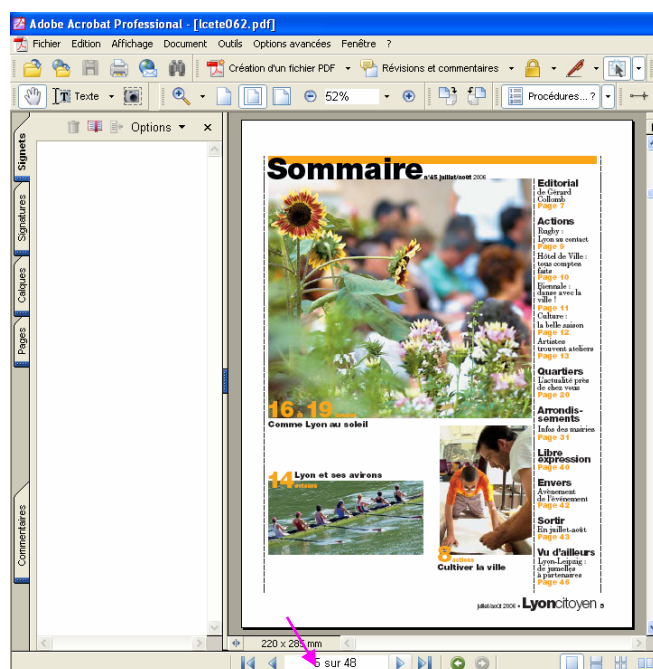 Adobe Acrobat Professional - [lcete062.pdf]
Fichier Edition Affichage Document Outils Options avancées Fenêtre ?
Création d'un fichier PDF Révisions et commentaires
Texte 52% Procédures... ?
Options
Signets
Signatures
Calques
Pages
Commentaires
Sommaire
n°45 juillet/août 2006
Editorial
de Gérard
Collomb
Page 7
Actions
Rugby :
Lyon au contact
Page 9
Hôtel de Ville :
tous comptes
faits
Page 10
Biennale :
danse avec la
ville !
Page 11
Culture :
la belle saison
Page 12
Artistes
trouvent ateliers
Page 13
Quartiers
L'actualité près
de chez vous
Page 20
Arrondis-
sements
Infos des mairies
Page 31
Libre
expression
Page 40
Envers
Avènement
de l'évènement
Page 42
Sortir
En juillet-août
Page 43
Vu d'ailleurs
Lyon-Leipzig :
de jumelles
à partenaires
Page 46
16 à 19
Comme Lyon au soleil
14
Lyon et ses avirons
8 actions
Cultiver la ville
juillet/août 2006 • Lyoncitoyen 5
220 x 285 mm
5 sur 48